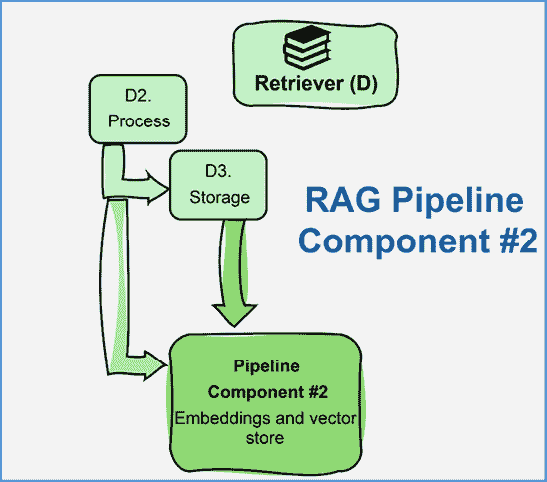 Retriever (D)
D2.
Process
D3.
Storage
RAG Pipeline
Component #2
Pipeline
Component #2
Embeddings and vector
store